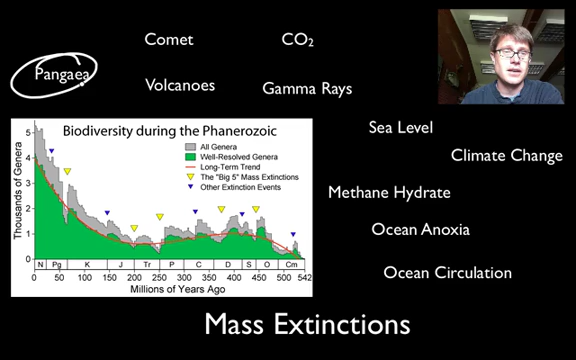 Comet
CO₂
Pangaea
Volcanoes
Gamma Rays
Sea Level
Climate Change
Methane Hydrate
Ocean Anoxia
Ocean Circulation
Biodiversity during the Phanerozoic
All Genera
Well-Resolved Genera
Long-Term Trend
The "Big 5" Mass Extinctions
Other Extinction Events
Thousands of Genera
5
4
3
2
1
0
N Pg K J Tr P C D S O Cm
0 50 100 150 200 250 300 350 400 450 500 542
Millions of Years Ago
Mass Extinctions